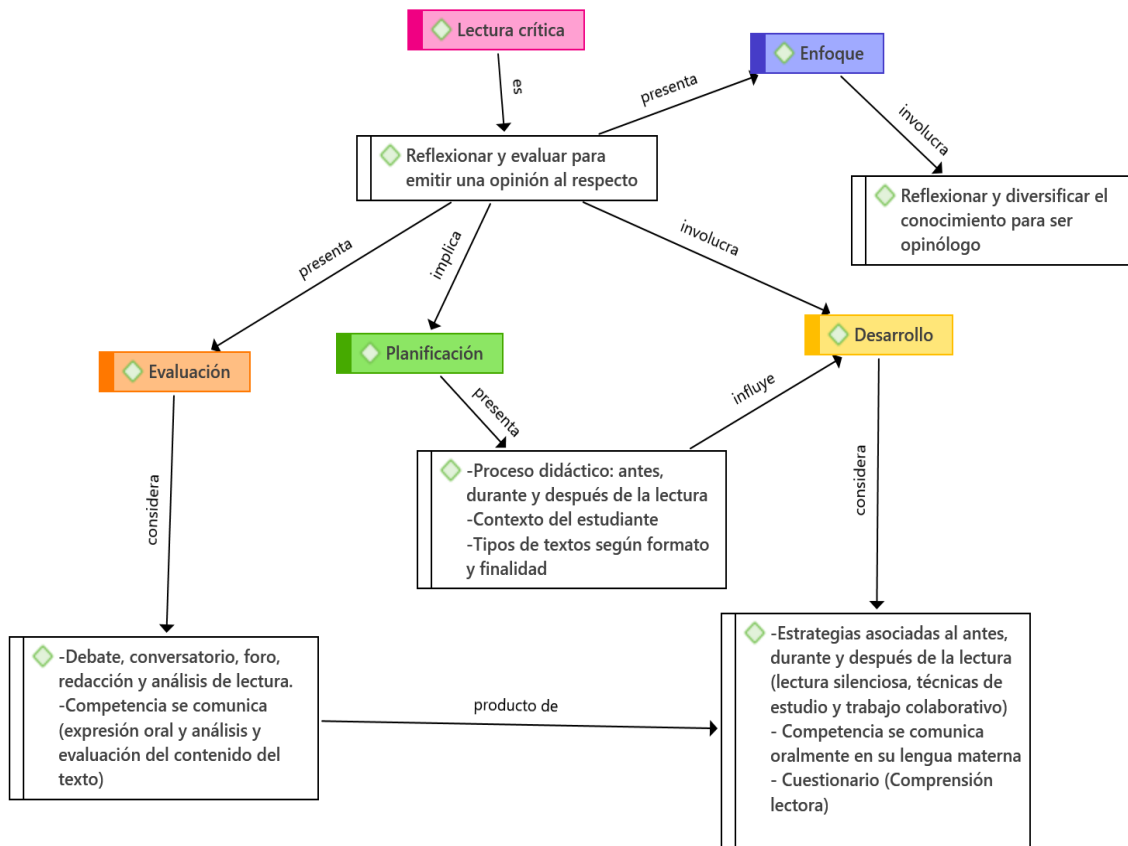 Lectura crítica
Enfoque
es
presenta
involucra
Reflexionar y evaluar para
emitir una opinión al respecto
Reflexionar y diversificar el
conocimiento para ser
opinólogo
presenta
implica
involucra
Evaluación
Planificación
Desarrollo
presenta
influye
considera
considera
-Proceso didáctico: antes,
durante y después de la lectura
-Contexto del estudiante
-Tipos de textos según formato
y finalidad
-Debate, conversatorio, foro,
redacción y análisis de lectura.
-Competencia se comunica
(expresión oral y análisis y
evaluación del contenido del
texto)
producto de
-Estrategias asociadas al antes,
durante y después de la lectura
(lectura silenciosa, técnicas de
estudio y trabajo colaborativo)
- Competencia se comunica
oralmente en su lengua materna
- Cuestionario (Comprensión
lectora)